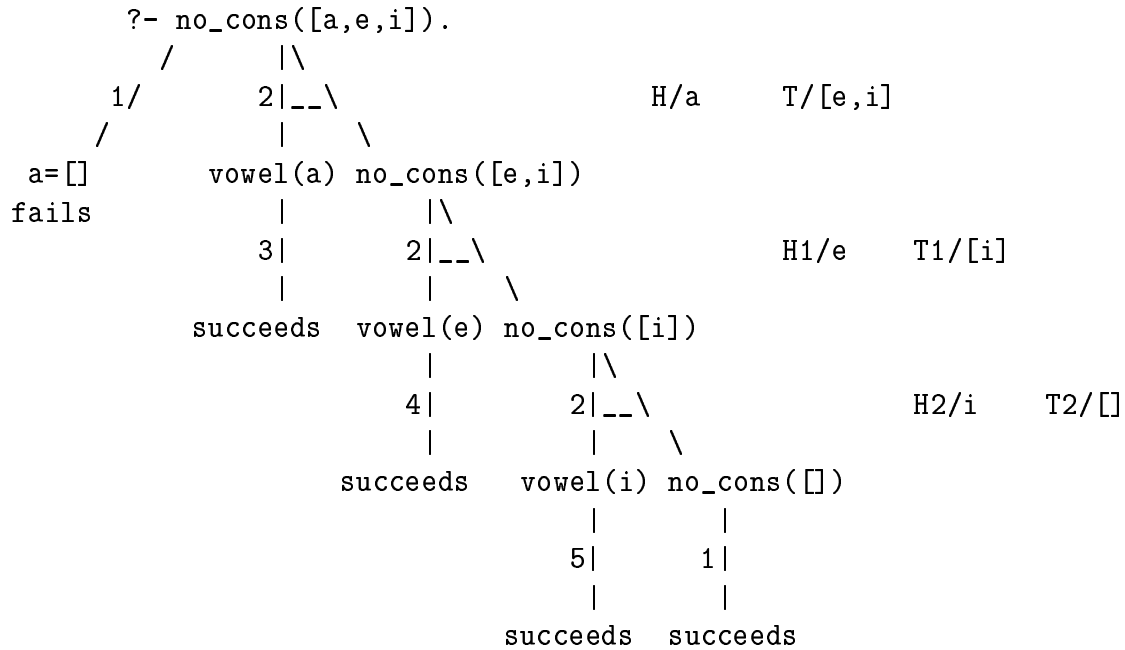 ?- no_cons([a,e,i]).
/ |\
1/ 2|__\ H/a T/[e,i]
/ | \
a=[] vowel(a) no_cons([e,i])
fails | |\
3| 2|__\ H1/e T1/[i]
| | \
succeeds vowel(e) no_cons([i])
| |\
4| 2|__\ H2/i T2/[]
| | \
succeeds vowel(i) no_cons([])
| |
5| 1|
| |
succeeds succeeds